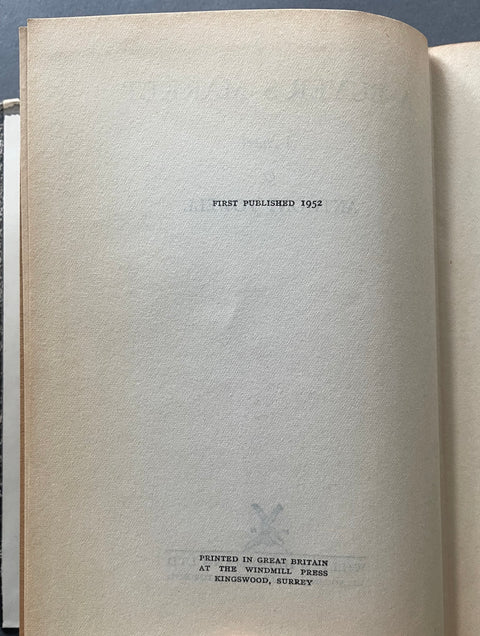 FIRST PUBLISHED 1952
PRINTED IN GREAT BRITAIN
AT THE WINDMILL PRESS
KINGSWOOD, SURREY